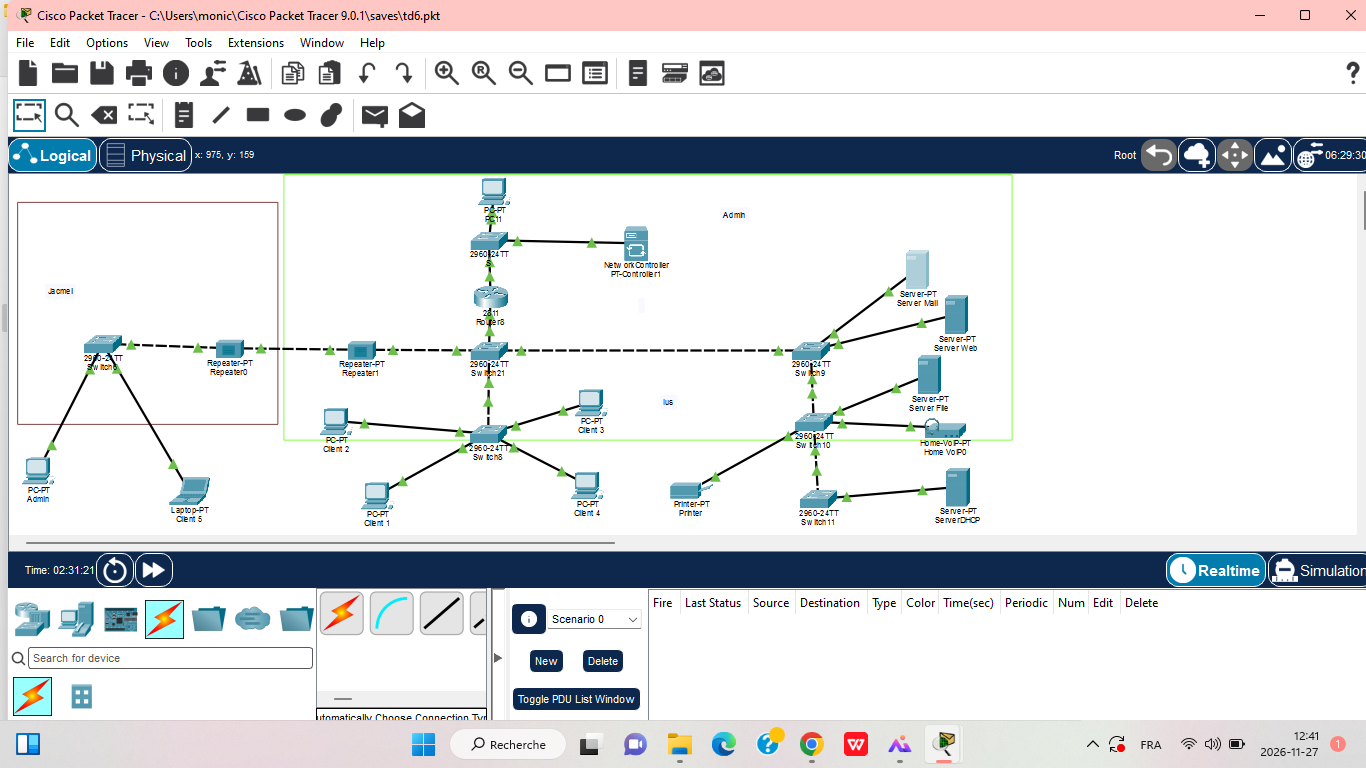 Cisco Packet Tracer - C:\Users\monic\Cisco Packet Tracer 9.0.1\saves\td6.pkt
File Edit Options View Tools Extensions Window Help
Logical
Physical
x: 975, y: 159
Root
06:29:30
PC-PT
PC11
Admin
2960-24TT
NetworkController
PT-Controller1
Jacmel
Server-PT
Server Mail
2811
Router8
Server-PT
Server Web
2960-24TT
Repeater-PT
Repeater0
Repeater-PT
Repeater1
2960-24TT
Switch21
2960-24TT
Switch9
Server-PT
Server File
ius
PC-PT
Client 3
PC-PT
Client 2
2960-24TT
Switch8
2960-24TT
Switch10
Home-VoIP-PT
Home VoIP0
PC-PT
Admin
Laptop-PT
Client 5
PC-PT
Client 1
PC-PT
Client 4
Printer-PT
Printer
2960-24TT
Switch11
Server-PT
ServerDHCP
Time: 02:31:21
Realtime
Simulation
Scenario 0
Fire Last Status Source Destination Type Color Time(sec) Periodic Num Edit Delete
Search for device
New
Delete
Toggle PDU List Window
utomatically Choose Connection Typ
Recherche
FRA
12:41
2026-11-27
1